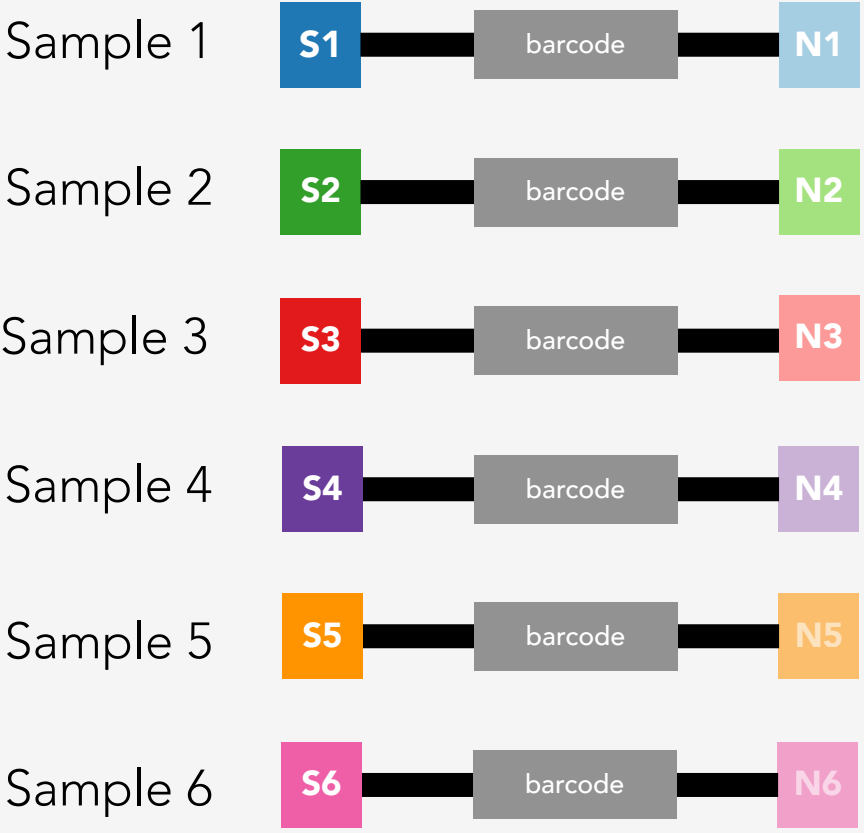 Sample 1 S1 barcode N1
Sample 2 S2 barcode N2
Sample 3 S3 barcode N3
Sample 4 S4 barcode N4
Sample 5 S5 barcode N5
Sample 6 S6 barcode N6